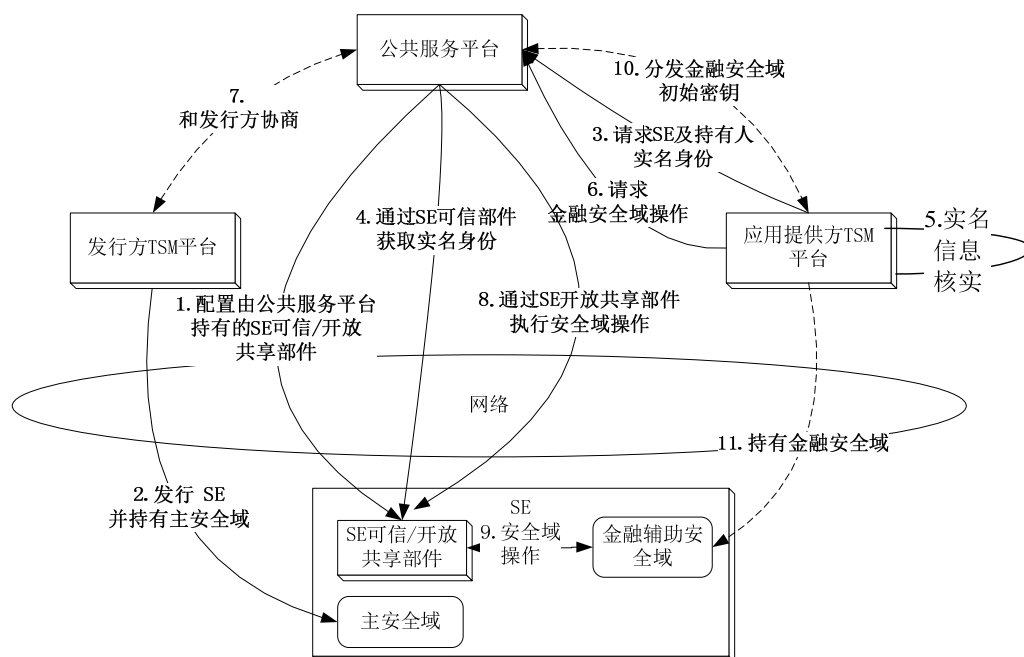 公共服务平台
10.分发金融安全域
初始密钥
7.
和发行方协商
3.请求SE及持有人
实名身份
6.请求
金融安全域操作
4.通过SE可信部件
获取实名身份
发行方TSM平台
应用提供方TSM
平台
5.实名
信息
核实
1.配置由公共服务平台
持有的SE可信/开放
共享部件
8.通过SE开放共享部件
执行安全域操作
网络
11.持有金融安全域
2.发行 SE
并持有主安全域
SE
SE可信/开放
共享部件
9.安全域
操作
金融辅助安
全域
主安全域